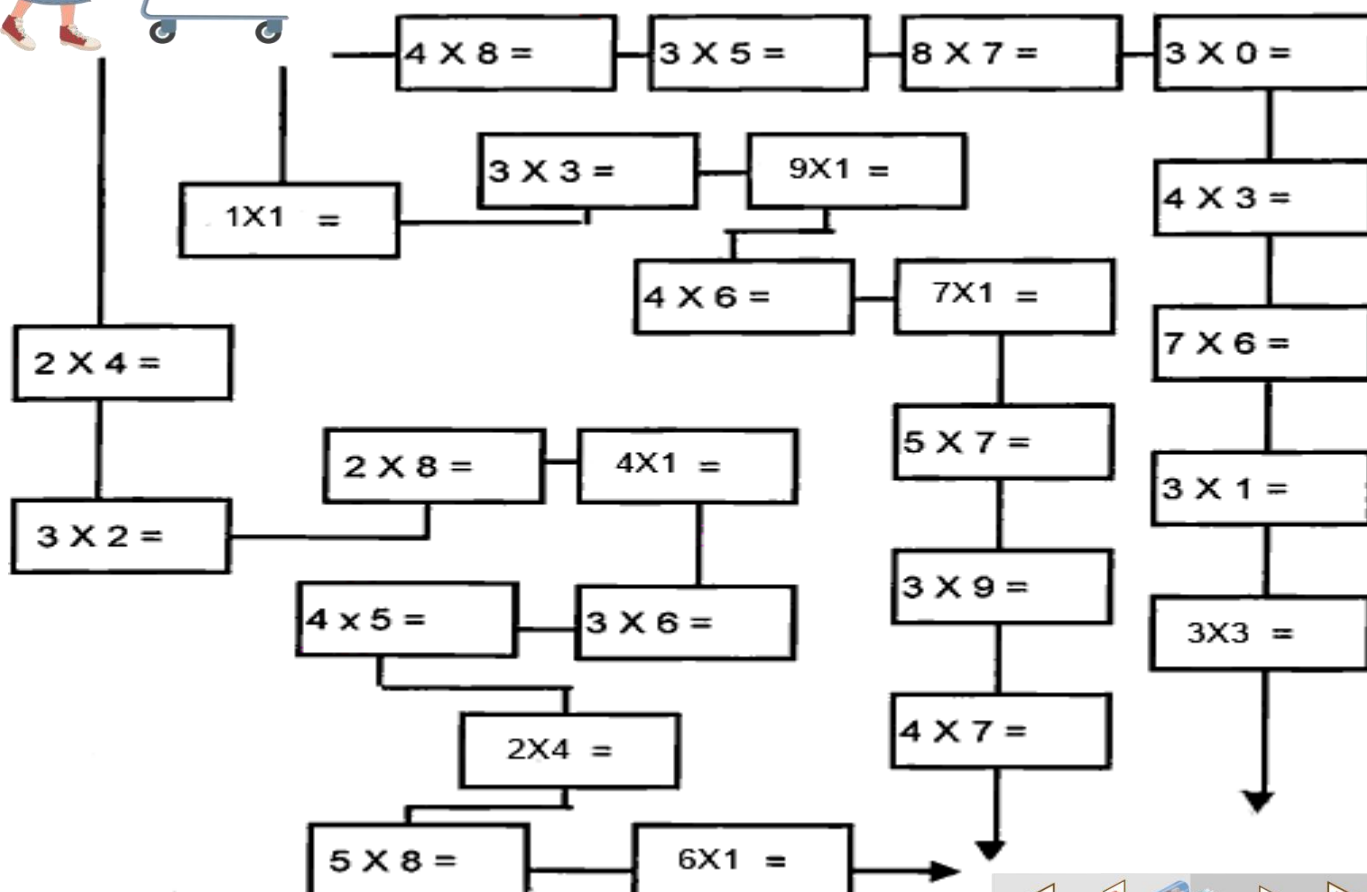 4 X 8 =
3 X 5 =
8 X 7 =
3 X 0 =
3 X 3 =
9X1 =
4 X 3 =
1X1 =
4 X 6 =
7X1 =
7 X 6 =
2 X 4 =
5 X 7 =
2 X 8 =
4X1 =
3 X 1 =
3 X 2 =
3 X 9 =
4 x 5 =
3 X 6 =
3X3 =
4 X 7 =
2X4 =
5 X 8 =
6X1 =